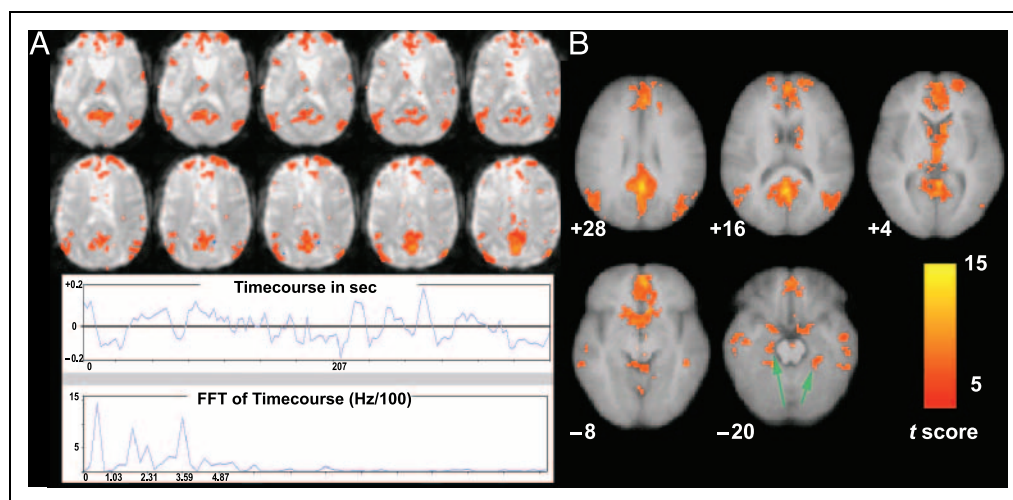 A
B
+28
+16
+4
15
5
t score
−8
−20
Timecourse in sec
+0.2
0
−0.2
0
207
FFT of Timecourse (Hz/100)
15
5
0 1.03 2.31 3.59 4.87